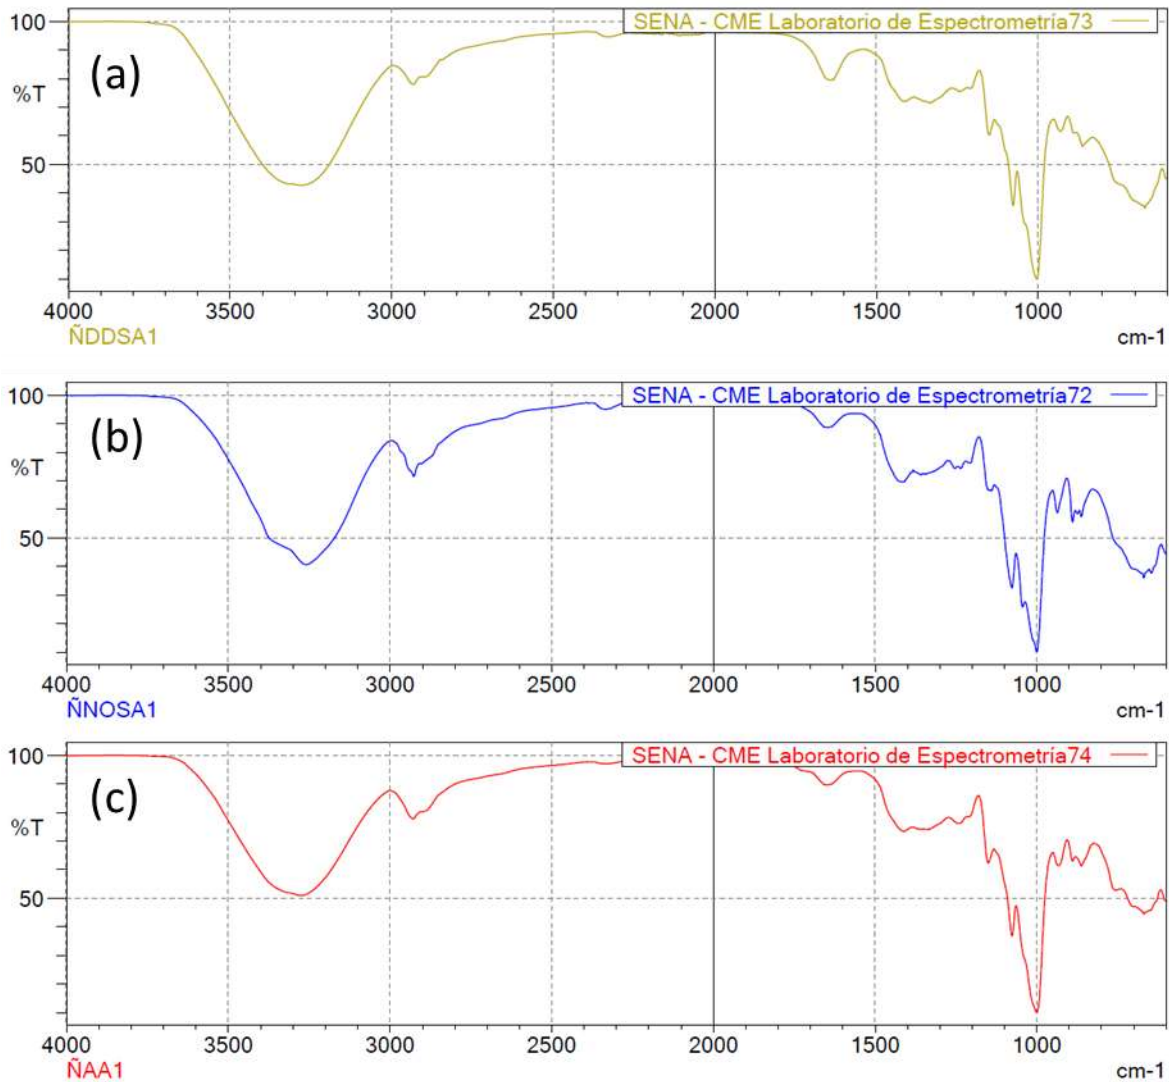 100
SENA - CME Laboratorio de Espectrometría73
(a)
%T
50
4000 3500 3000 2500 2000 1500 1000
ÑDDSA1 cm-1
100
SENA - CME Laboratorio de Espectrometría72
(b)
%T
50
4000 3500 3000 2500 2000 1500 1000
ÑNOSA1 cm-1
100
SENA - CME Laboratorio de Espectrometría74
(c)
%T
50
4000 3500 3000 2500 2000 1500 1000
ÑAA1 cm-1